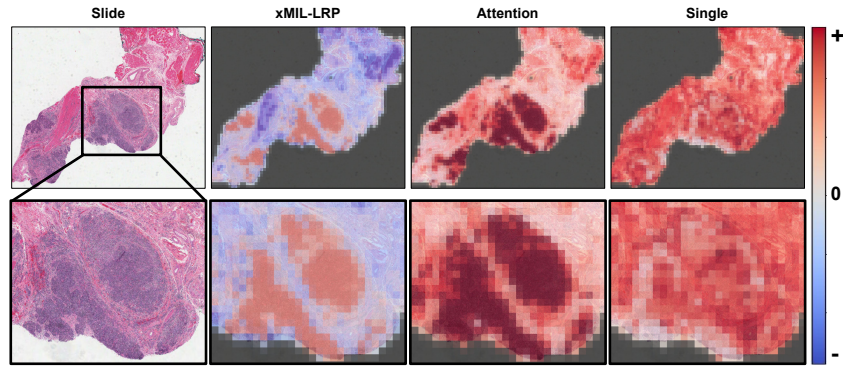 Slide
xMIL-LRP
Attention
Single
+
0
-